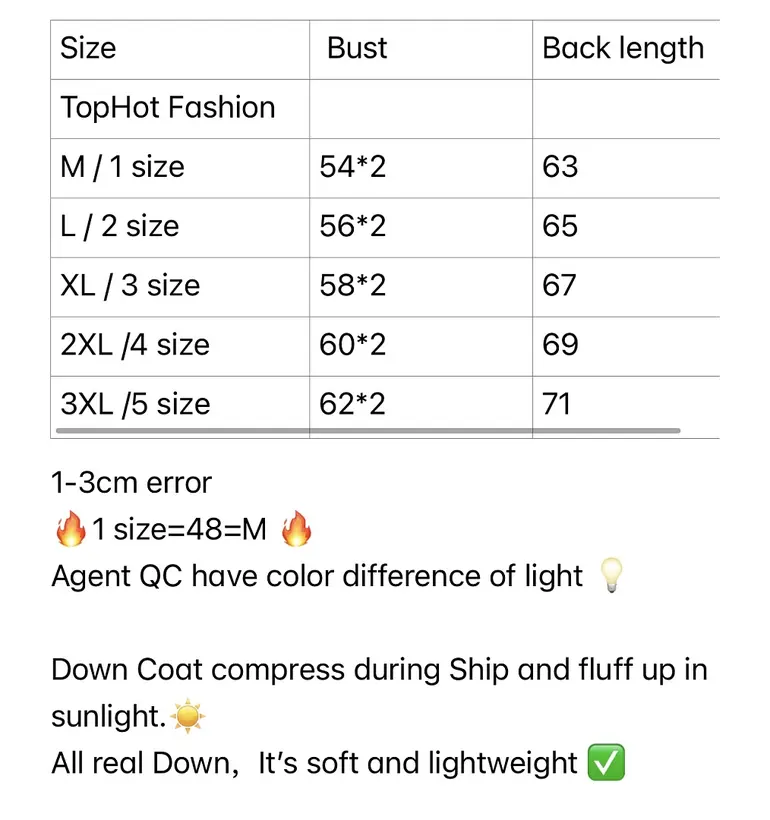 Size Bust Back length
TopHot Fashion
M / 1 size 54*2 63
L / 2 size 56*2 65
XL / 3 size 58*2 67
2XL /4 size 60*2 69
3XL /5 size 62*2 71
1-3cm error
🔥1 size=48=M 🔥
Agent QC have color difference of light 💡
Down Coat compress during Ship and fluff up in
sunlight.☀️
All real Down，It’s soft and lightweight ✅